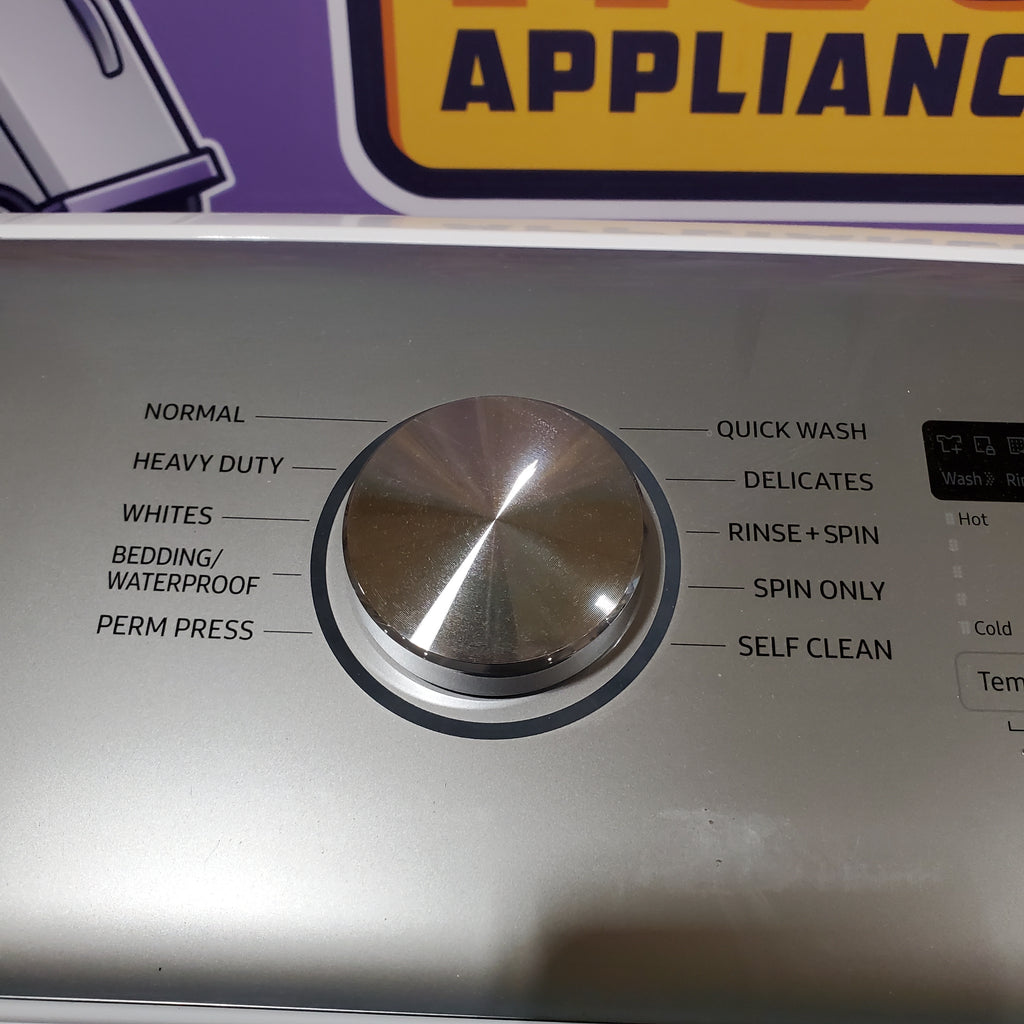 APPLIANC
NORMAL
HEAVY DUTY
WHITES
BEDDING/
WATERPROOF
PERM PRESS
QUICK WASH
DELICATES
RINSE+SPIN
SPIN ONLY
SELF CLEAN
Wash Rin
Hot
Cold
Tem